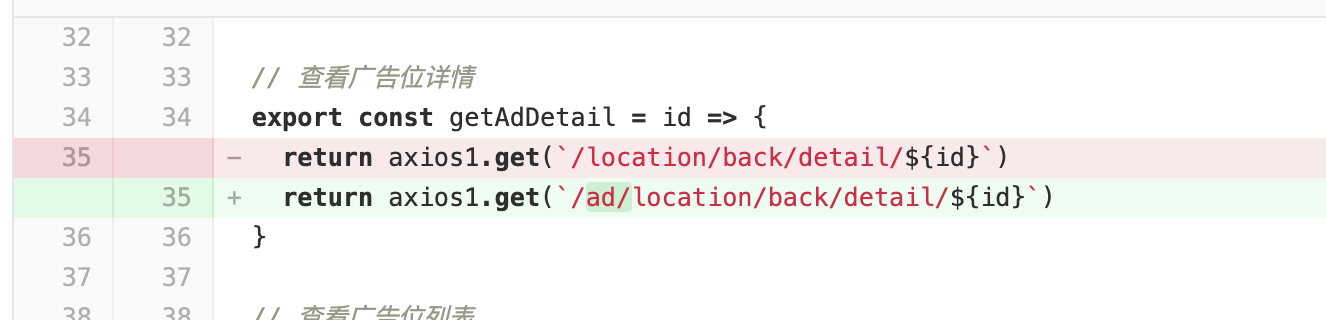 32 32
33 33 // 查看广告位详情
34 34 export const getAdDetail = id => {
35 - return axios1.get(`/location/back/detail/${id}`)
35 + return axios1.get(`/ad/location/back/detail/${id}`)
36 36 }
37 37
38 38 // 查看广告位列表